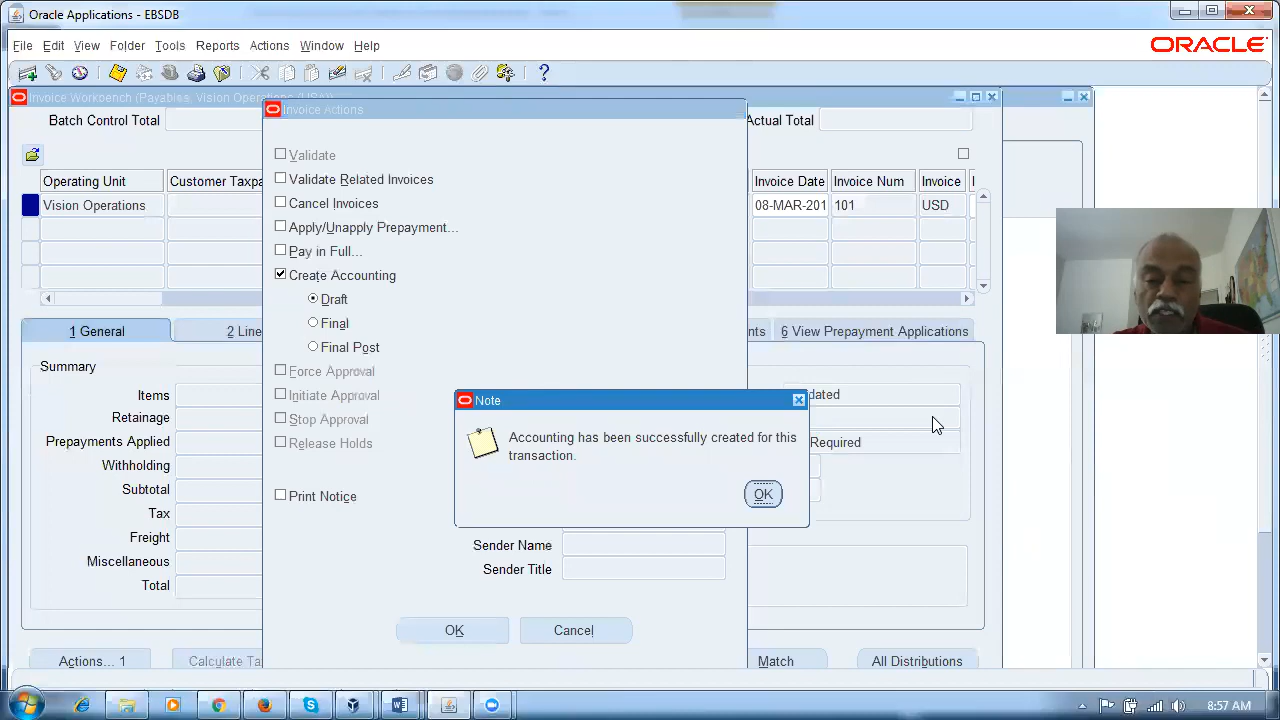 Oracle Applications - EBSDB
File Edit View Folder Tools Reports Actions Window Help
ORACLE
Invoice Workbench (Payables, Vision Operations (USA))
Invoice Actions
Batch Control Total
Actual Total
Validate
Validate Related Invoices
Cancel Invoices
Apply/Unapply Prepayment...
Pay in Full...
Create Accounting
Draft
Final
Final Post
Force Approval
Initiate Approval
Stop Approval
Release Holds
Print Notice
Operating Unit Customer Taxpa Invoice Date Invoice Num Invoice
Vision Operations 08-MAR-201 101 USD
1 General 2 Line nts 6 View Prepayment Applications
Summary
Items
Retainage
Prepayments Applied
Withholding
Subtotal
Tax
Freight
Miscellaneous
Total
dated
Required
Note
Accounting has been successfully created for this
transaction.
OK
Sender Name
Sender Title
OK Cancel
Actions... 1 Calculate Ta Match All Distributions
8:57 AM